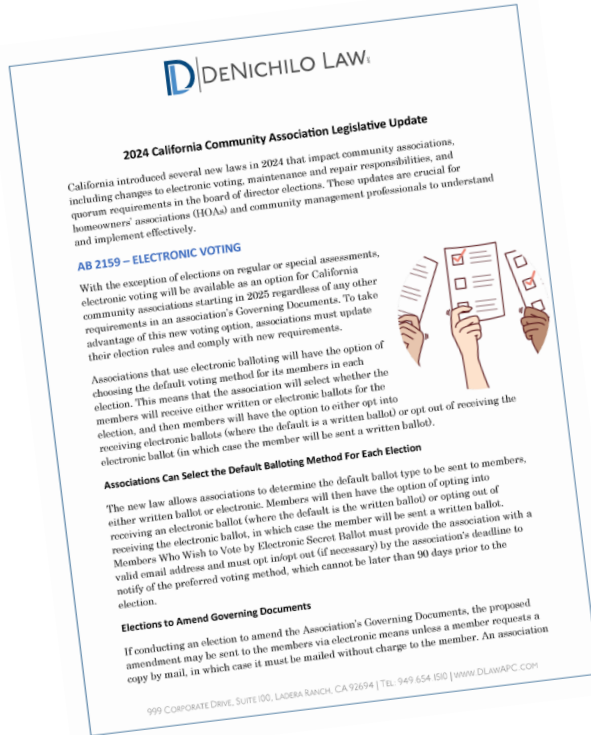 DENICHILO LAW
2024 California Community Association Legislative Update
California introduced several new laws in 2024 that impact community associations,
including changes to electronic voting, maintenance and repair responsibilities, and
quorum requirements in the board of director elections. These updates are crucial for
homeowners' associations (HOAs) and community management professionals to understand
and implement effectively.
AB 2159 – ELECTRONIC VOTING
With the exception of elections on regular or special assessments,
electronic voting will be available as an option for California
community associations starting in 2025 regardless of any other
requirements in an association's Governing Documents. To take
advantage of this new voting option, associations must update
their election rules and comply with new requirements.
Associations that use electronic balloting will have the option of
choosing the default voting method for its members in each
election. This means that the association will select whether the
members will receive either written or electronic ballots for the
election, and then members will have the option to either opt into
receiving electronic ballots (where the default is a written ballot) or opt out of receiving the
electronic ballot (in which case the member will be sent a written ballot).
Associations Can Select the Default Balloting Method For Each Election
The new law allows associations to determine the default ballot type to be sent to members,
either written ballot or electronic. Members will then have the option of opting into
receiving an electronic ballot (where the default is the written ballot) or opting out of
receiving the electronic ballot, in which case the member will be sent a written ballot.
Members Who Wish to Vote by Electronic Secret Ballot must provide the association with a
valid email address and must opt in/opt out (if necessary) by the association's deadline to
notify of the preferred voting method, which cannot be later than 90 days prior to the
election.
Elections to Amend Governing Documents
If conducting an election to amend the Association's Governing Documents, the proposed
amendment may be sent to the members via electronic means unless a member requests a
copy by mail, in which case it must be mailed without charge to the member. An association
999 CORPORATE DRIVE, SUITE 100, LADERA RANCH, CA 92694 | TEL: 949.654.1510 | WWW.DLAWAPC.COM